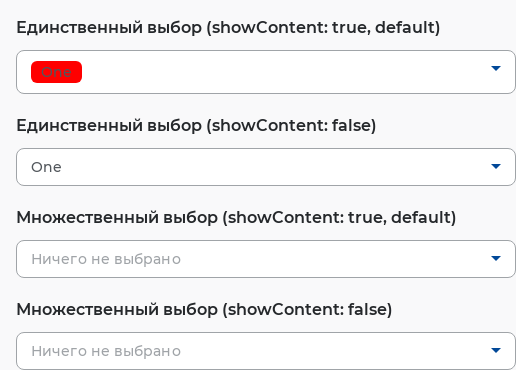 Единственный выбор (showContent: true, default)
One
Единственный выбор (showContent: false)
One
Множественный выбор (showContent: true, default)
Ничего не выбрано
Множественный выбор (showContent: false)
Ничего не выбрано